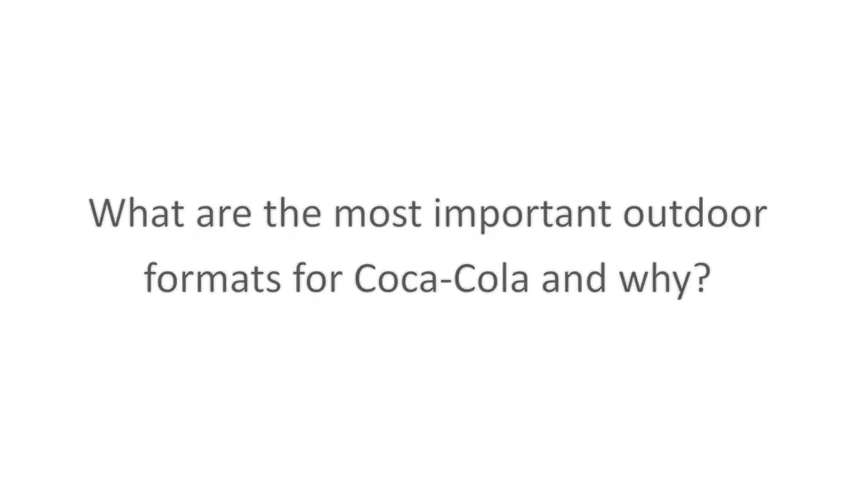 What are the most important outdoor
formats for Coca-Cola and why?